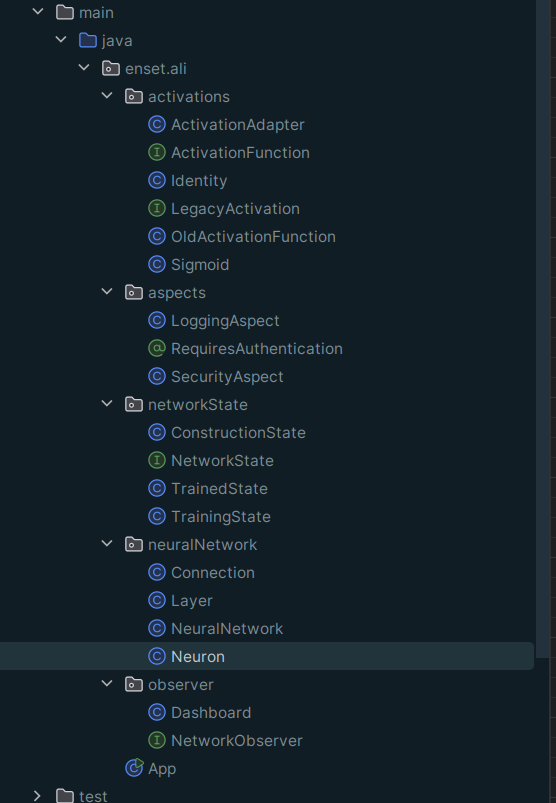 main
java
enset.ali
activations
ActivationAdapter
ActivationFunction
Identity
LegacyActivation
OldActivationFunction
Sigmoid
aspects
LoggingAspect
RequiresAuthentication
SecurityAspect
networkState
ConstructionState
NetworkState
TrainedState
TrainingState
neuralNetwork
Connection
Layer
NeuralNetwork
Neuron
observer
Dashboard
NetworkObserver
App
test